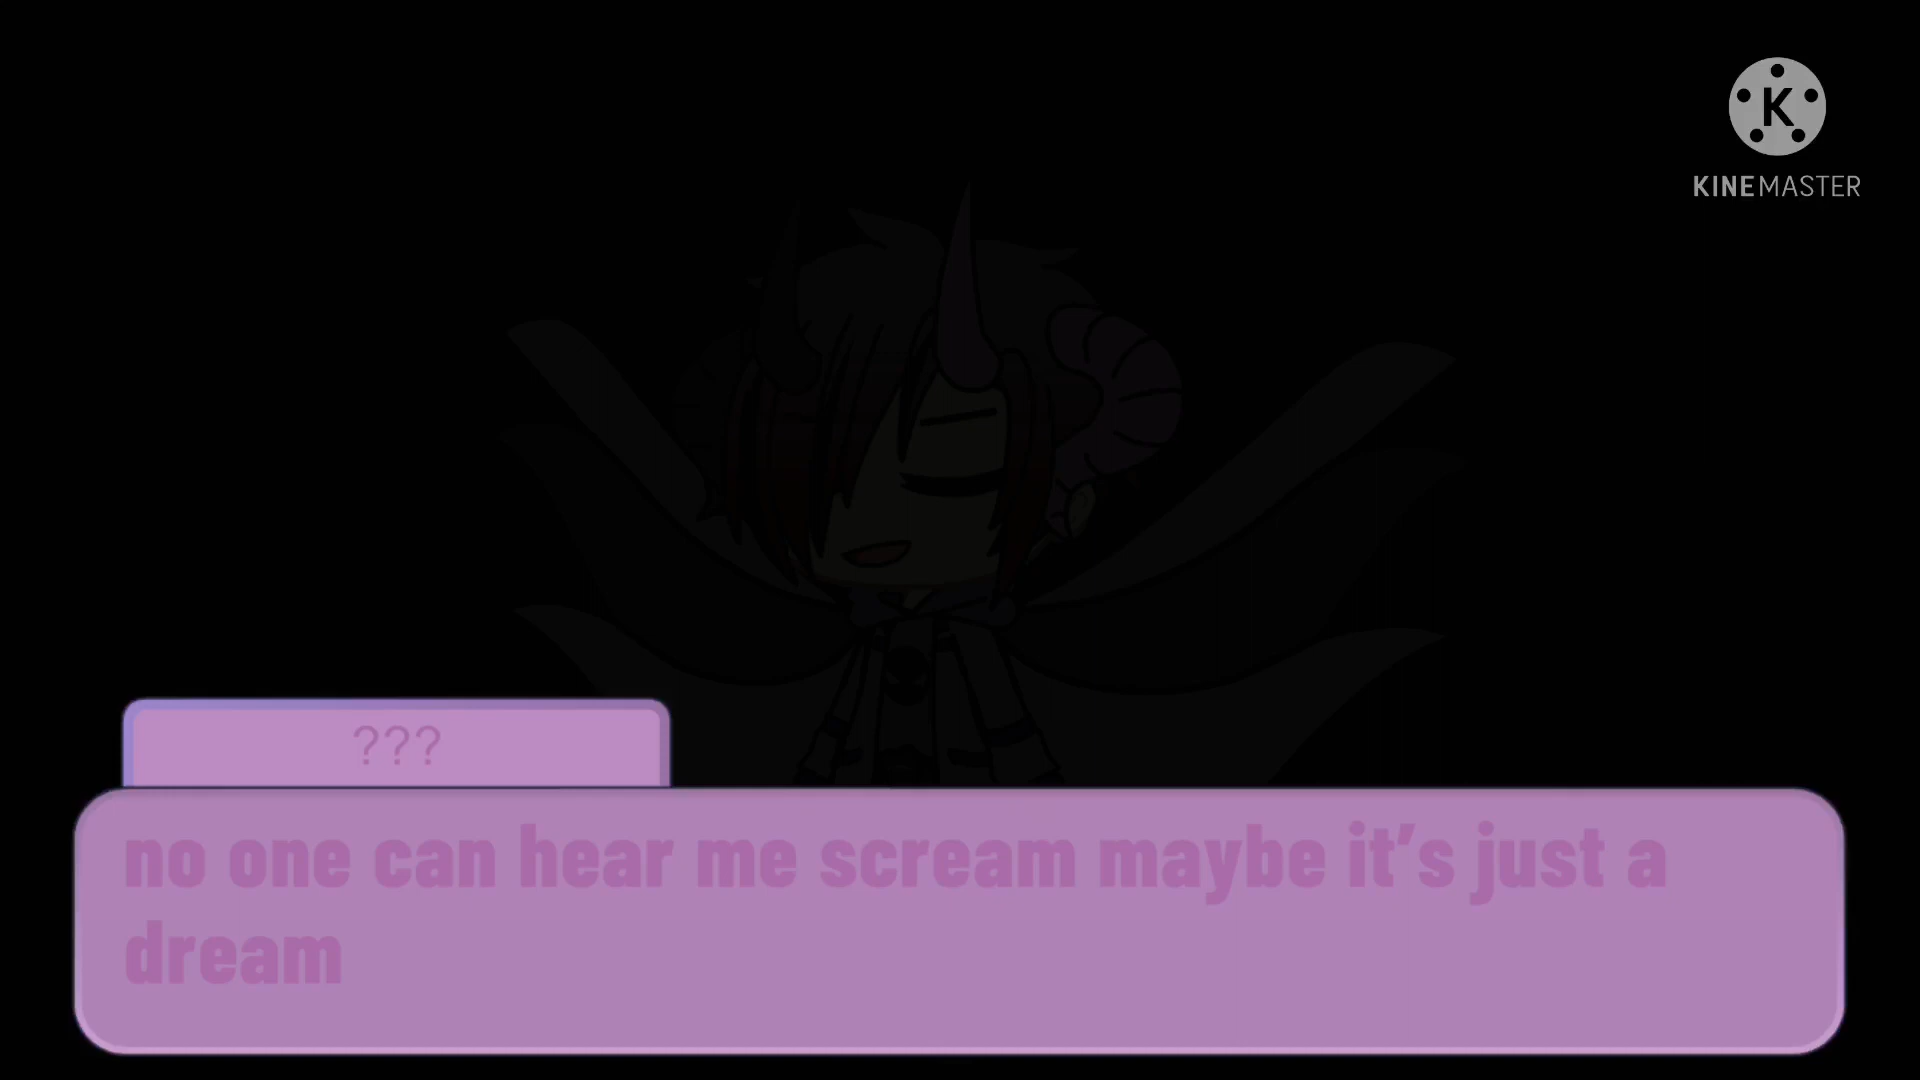 K
KINEMASTER
???
no one can hear me scream maybe it's just a
dream